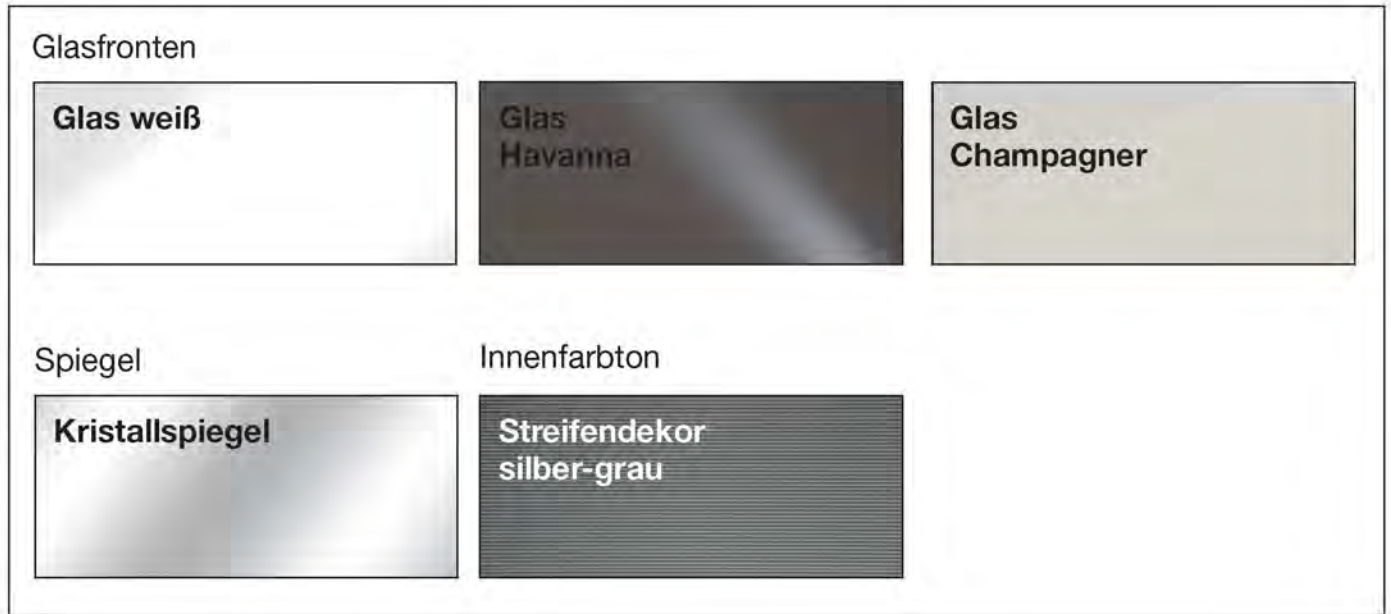 Glasfronten
Glas weiß
Glas
Havanna
Glas
Champagner
Spiegel
Innenfarbton
Kristallspiegel
Streifendekor
silber-grau